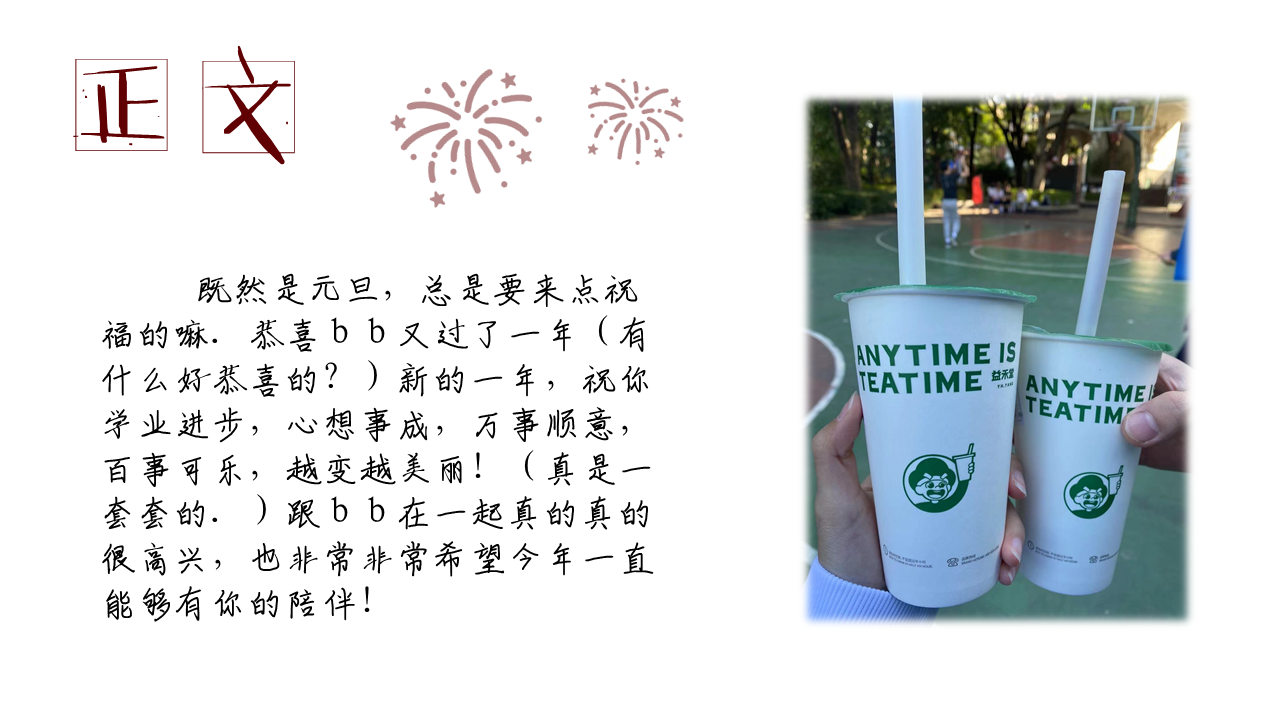 正文
既然是元旦，总是要来点祝
福的嘛．恭喜ｂｂ又过了一年（有
什么好恭喜的？）新的一年，祝你
学业进步，心想事成，万事顺意，
百事可乐，越变越美丽！（真是一
套套的．）跟ｂｂ在一起真的真的
很高兴，也非常非常希望今年一直
能够有你的陪伴！
ANYTIME IS
TEATIME 益禾堂
ANYTIME I
TEATIM